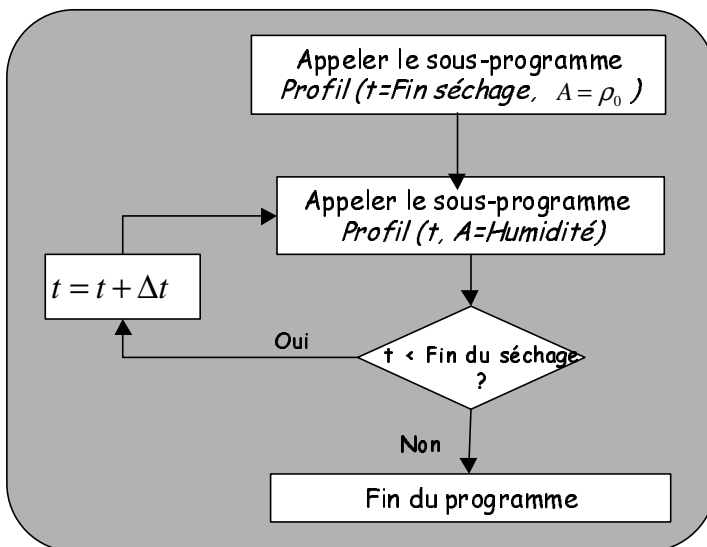 Appeler le sous-programme
Profil (t=Fin séchage, A = ρ₀ )
Appeler le sous-programme
Profil (t, A=Humidité)
t = t + Δt
Oui
t < Fin du séchage
?
Non
Fin du programme